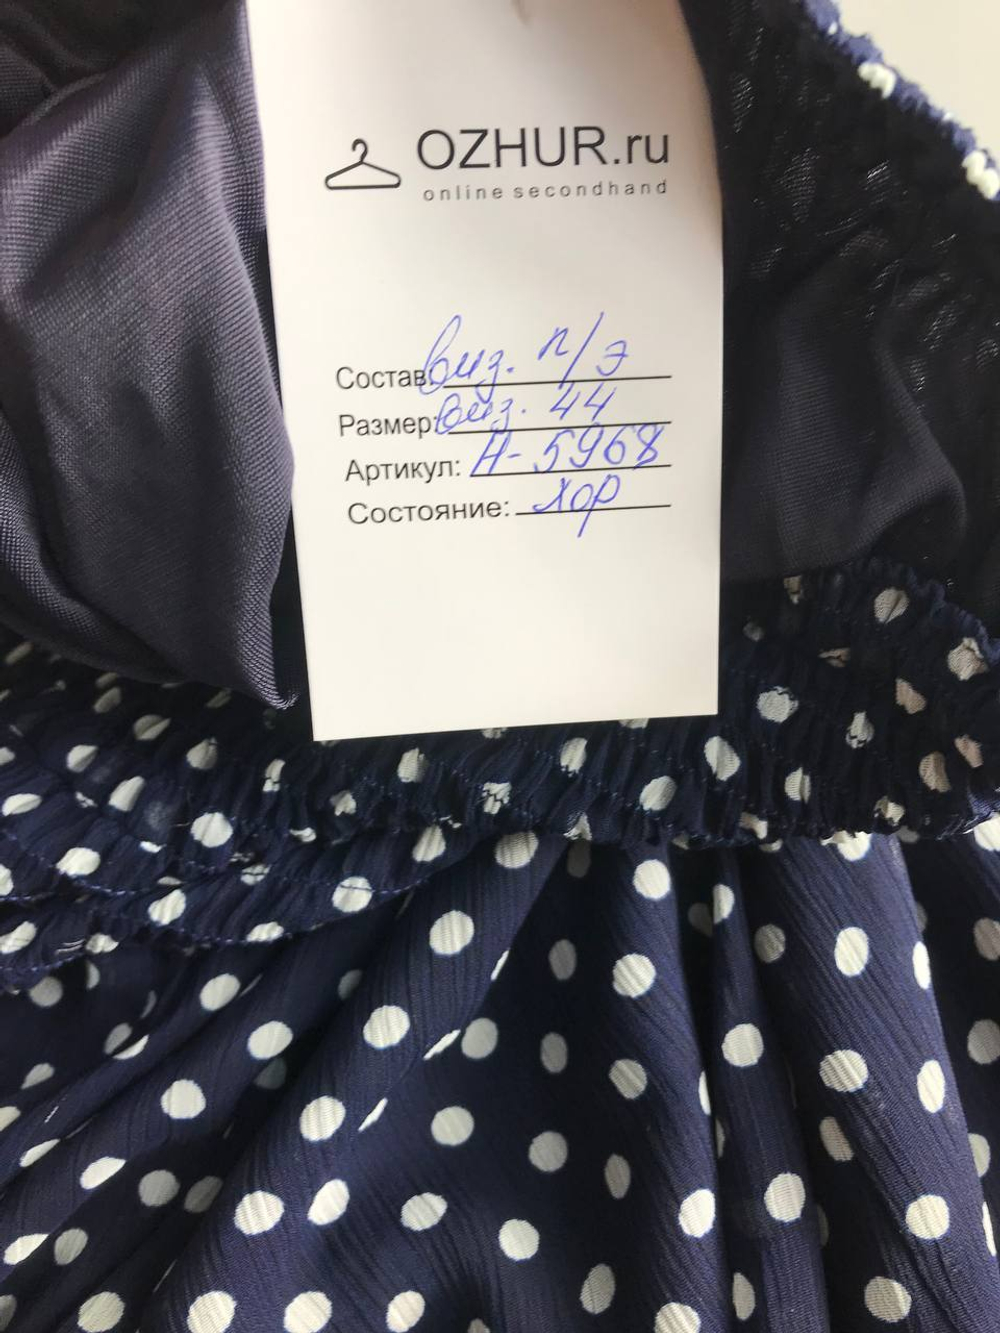 OZHUR.ru
online secondhand
Состав: виз. п/э
Размер: виз. 44
Артикул: Н-5968
Состояние: хор